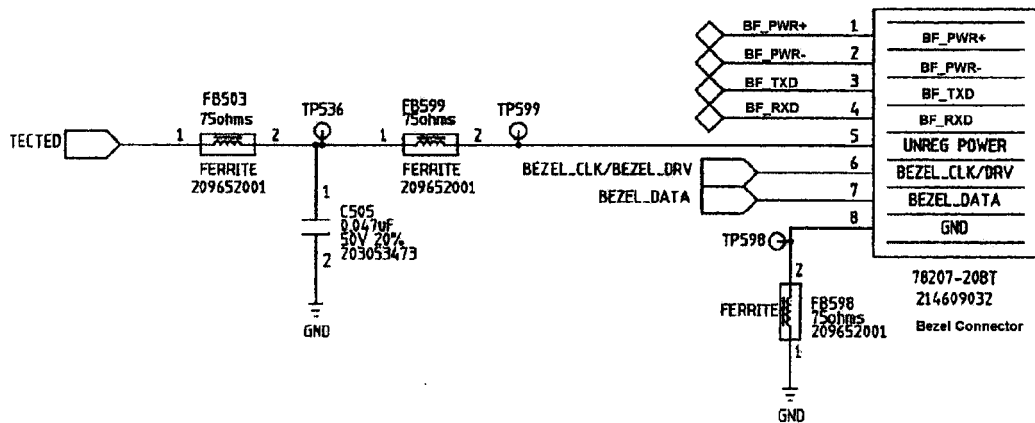 BF_PWR+ 1
BF_PWR+
BF_PWR- 2
BF_PWR-
BF_TXD 3
BF_TXD
BF_RXD 4
BF_RXD
FB503
75ohms
TP536
FB599
75ohms
TP599
TECTED
1 2
1 2
5 UNREG POWER
FERRITE
209652001
FERRITE
209652001
BEZEL_CLK/BEZEL_DRV 6 BEZEL_CLK/DRV
BEZEL_DATA 7 BEZEL_DATA
8 GND
1
C505
0.047uF
50V 20%
203053473
2
GND
TP598
2
FERRITE
FB598
75ohms
209652001
1
GND
78207-20BT
214609032
Bezel Connector